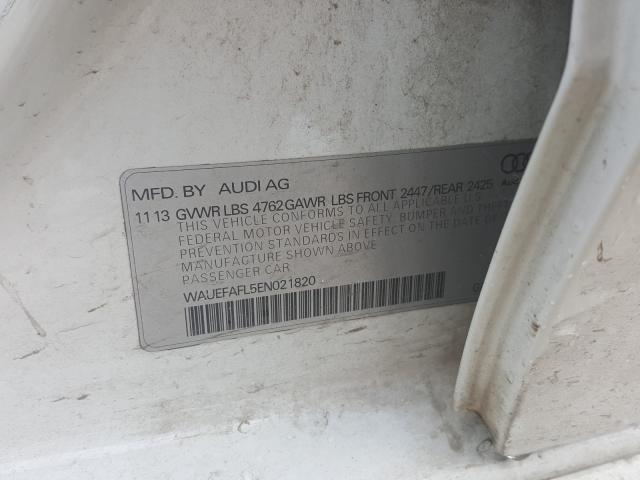 MFD. BY AUDI AG
11 13 GVWR LBS 4762 GAWR LBS FRONT 2447/REAR 2425
THIS VEHICLE CONFORMS TO ALL APPLICABLE U.S.
FEDERAL MOTOR VEHICLE SAFETY, BUMPER AND THEFT
PREVENTION STANDARDS IN EFFECT ON THE DATE OF
MANUFACTURE SHOWN ABOVE
PASSENGER CAR
WAUEFAFL5EN021820